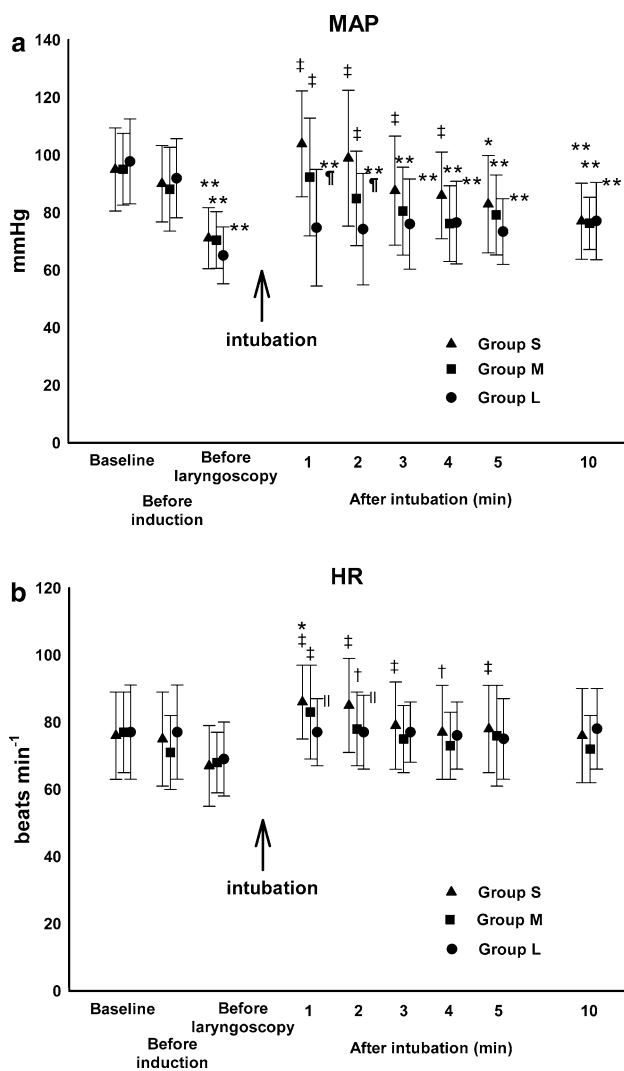 a
MAP
140
120
100
80
60
40
20
0
mmHg
‡
‡
‡
‡
‡
‡
*
**
** ¶
** ¶
**
**
**
**
**
**
**
**
**
**
**
**
**
intubation
Group S
Group M
Group L
Baseline
Before induction
Before laryngoscopy
1 2 3 4 5 10
After intubation (min)
b
HR
120
100
80
60
40
20
0
beats min-1
*
‡
‡
‡
‡
†
‡
†
||
||
intubation
Group S
Group M
Group L
Baseline
Before induction
Before laryngoscopy
1 2 3 4 5 10
After intubation (min)